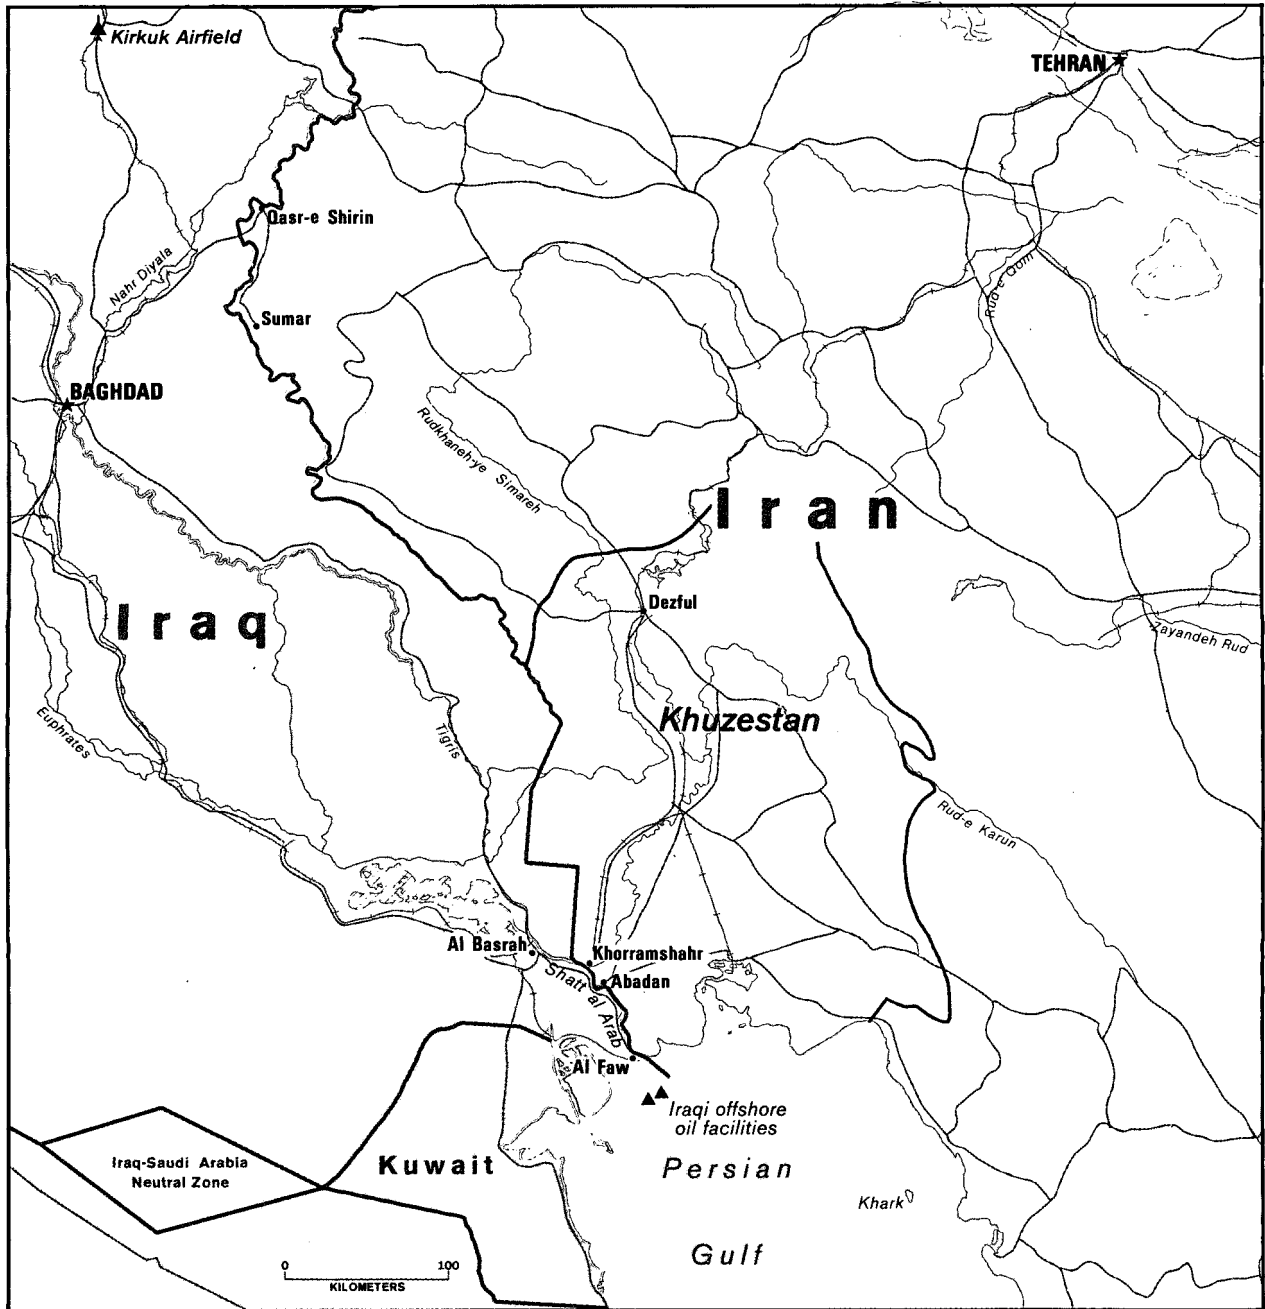 Kirkuk Airfield
TEHRAN
Qasr-e Shirin
Nahr Diyala
Rud-e Qom
Sumar
BAGHDAD
Rudkhaneh-ye Simareh
Iran
Dezful
Iraq
Zayandeh Rud
Khuzestan
Euphrates
Tigris
Rud-e Karun
Al Basrah
Khorramshahr
Shatt al Arab
Abadan
Al Faw
Iraqi offshore
oil facilities
Iraq-Saudi Arabia
Neutral Zone
Kuwait
Persian
Khark
Gulf
0 100
KILOMETERS